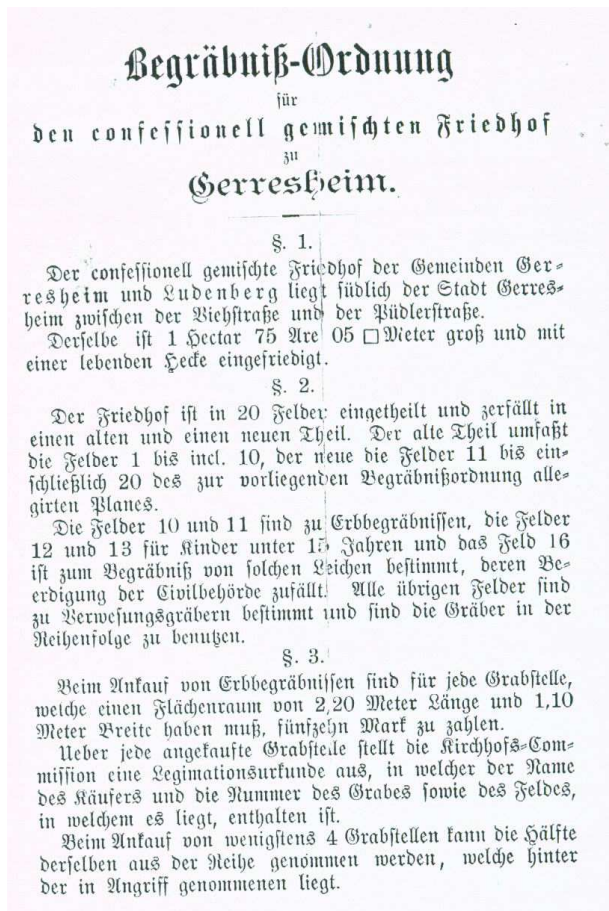 Begräbniß-Ordnung
für
den confessionell gemischten Friedhof
zu
Gerresheim.
§. 1.
Der confessionell gemischte Friedhof der Gemeinden Ger-
resheim und Ludenberg liegt südlich der Stadt Gerres-
heim zwischen der Viehstraße und der Püdlerstraße.
Derselbe ist 1 Hectar 75 Are 05 □Meter groß und mit
einer lebenden Hecke eingefriedigt.
§. 2.
Der Friedhof ist in 20 Felder eingetheilt und zerfällt in
einen alten und einen neuen Theil. Der alte Theil umfaßt
die Felder 1 bis incl. 10, der neue die Felder 11 bis ein-
schließlich 20 des zur vorliegenden Begräbnißordnung alle-
girten Planes.
Die Felder 10 und 11 sind zu Erbbegräbnissen, die Felder
12 und 13 für Kinder unter 15 Jahren und das Feld 16
ist zum Begräbniß von solchen Leichen bestimmt, deren Be-
erdigung der Civilbehörde zufällt. Alle übrigen Felder sind
zu Verwesungsgräbern bestimmt und sind die Gräber in der
Reihenfolge zu benutzen.
§. 3.
Beim Ankauf von Erbbegräbnissen sind für jede Grabstelle,
welche einen Flächenraum von 2,20 Meter Länge und 1,10
Meter Breite haben muß, fünfzehn Mark zu zahlen.
Ueber jede angekaufte Grabstelle stellt die Kirchhofs-Com-
mission eine Legimationsurkunde aus, in welcher der Name
des Käufers und die Nummer des Grabes sowie des Feldes,
in welchem es liegt, enthalten ist.
Beim Ankauf von wenigstens 4 Grabstellen kann die Hälfte
derselben aus der Reihe genommen werden, welche hinter
der in Angriff genommenen liegt.